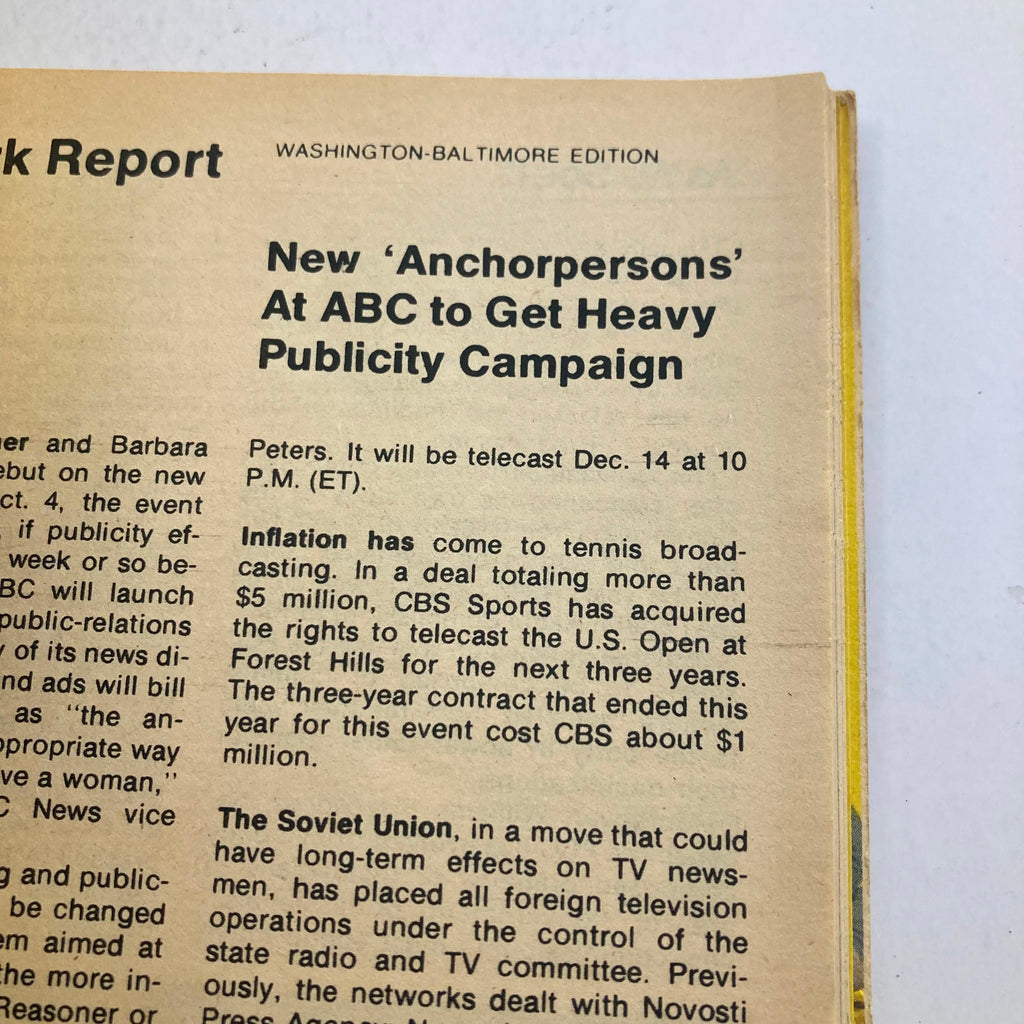 k Report
WASHINGTON-BALTIMORE EDITION
New 'Anchorpersons'
At ABC to Get Heavy
Publicity Campaign
er and Barbara
ebut on the new
ct. 4, the event
, if publicity ef-
week or so be-
BC will launch
public-relations
of its news di-
nd ads will bill
as "the an-
ppropriate way
ve a woman,"
C News vice
g and public-
be changed
em aimed at
the more in-
Reasoner or
Peters. It will be telecast Dec. 14 at 10
P.M. (ET).
Inflation has come to tennis broad-
casting. In a deal totaling more than
$5 million, CBS Sports has acquired
the rights to telecast the U.S. Open at
Forest Hills for the next three years.
The three-year contract that ended this
year for this event cost CBS about $1
million.
The Soviet Union, in a move that could
have long-term effects on TV news-
men, has placed all foreign television
operations under the control of the
state radio and TV committee. Previ-
ously, the networks dealt with Novosti
Press Agency